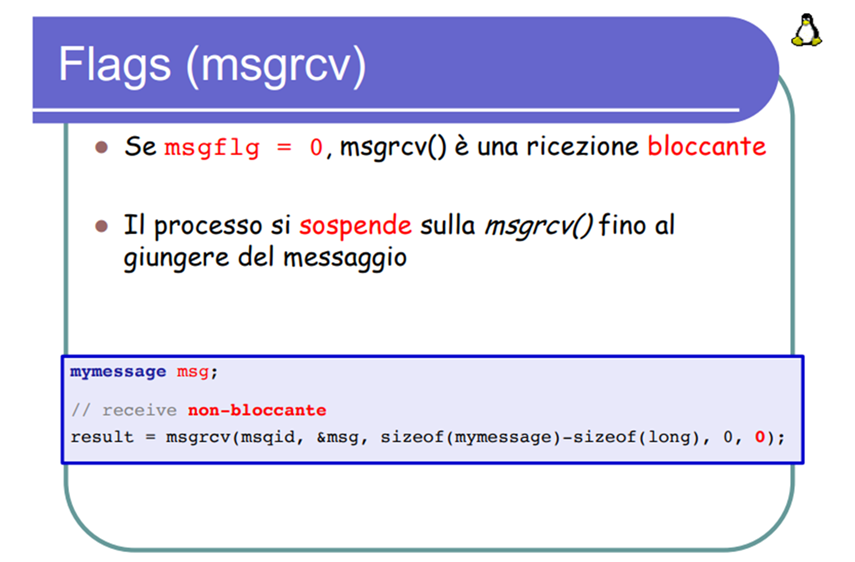 Flags (msgrcv)
Se msgflg = 0, msgrcv() è una ricezione bloccante
Il processo si sospende sulla msgrcv() fino al
giungere del messaggio
mymessage msg;
// receive non-bloccante
result = msgrcv(msqid, &msg, sizeof(mymessage)-sizeof(long), 0, 0);